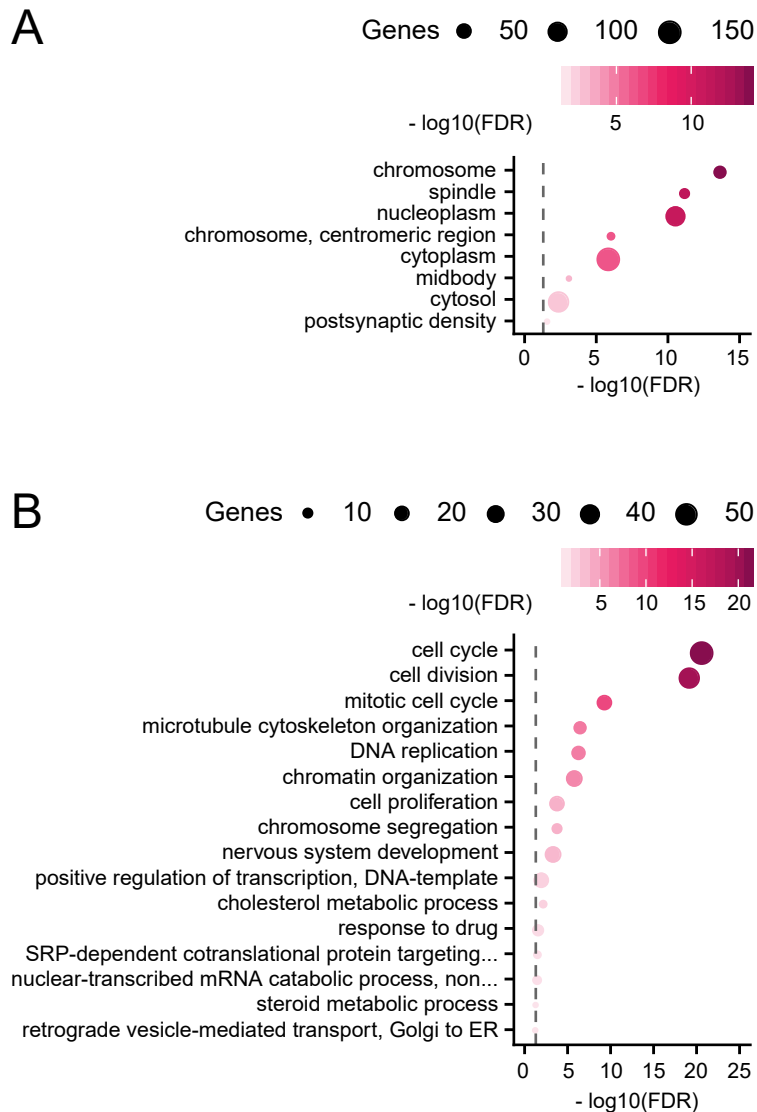 A
Genes 50 100 150
- log10(FDR) 5 10
chromosome
spindle
nucleoplasm
chromosome, centromeric region
cytoplasm
midbody
cytosol
postsynaptic density
0 5 10 15
- log10(FDR)
B
Genes 10 20 30 40 50
- log10(FDR) 5 10 15 20
cell cycle
cell division
mitotic cell cycle
microtubule cytoskeleton organization
DNA replication
chromatin organization
cell proliferation
chromosome segregation
nervous system development
positive regulation of transcription, DNA-template
cholesterol metabolic process
response to drug
SRP-dependent cotranslational protein targeting...
nuclear-transcribed mRNA catabolic process, non...
steroid metabolic process
retrograde vesicle-mediated transport, Golgi to ER
0 5 10 15 20 25
- log10(FDR)